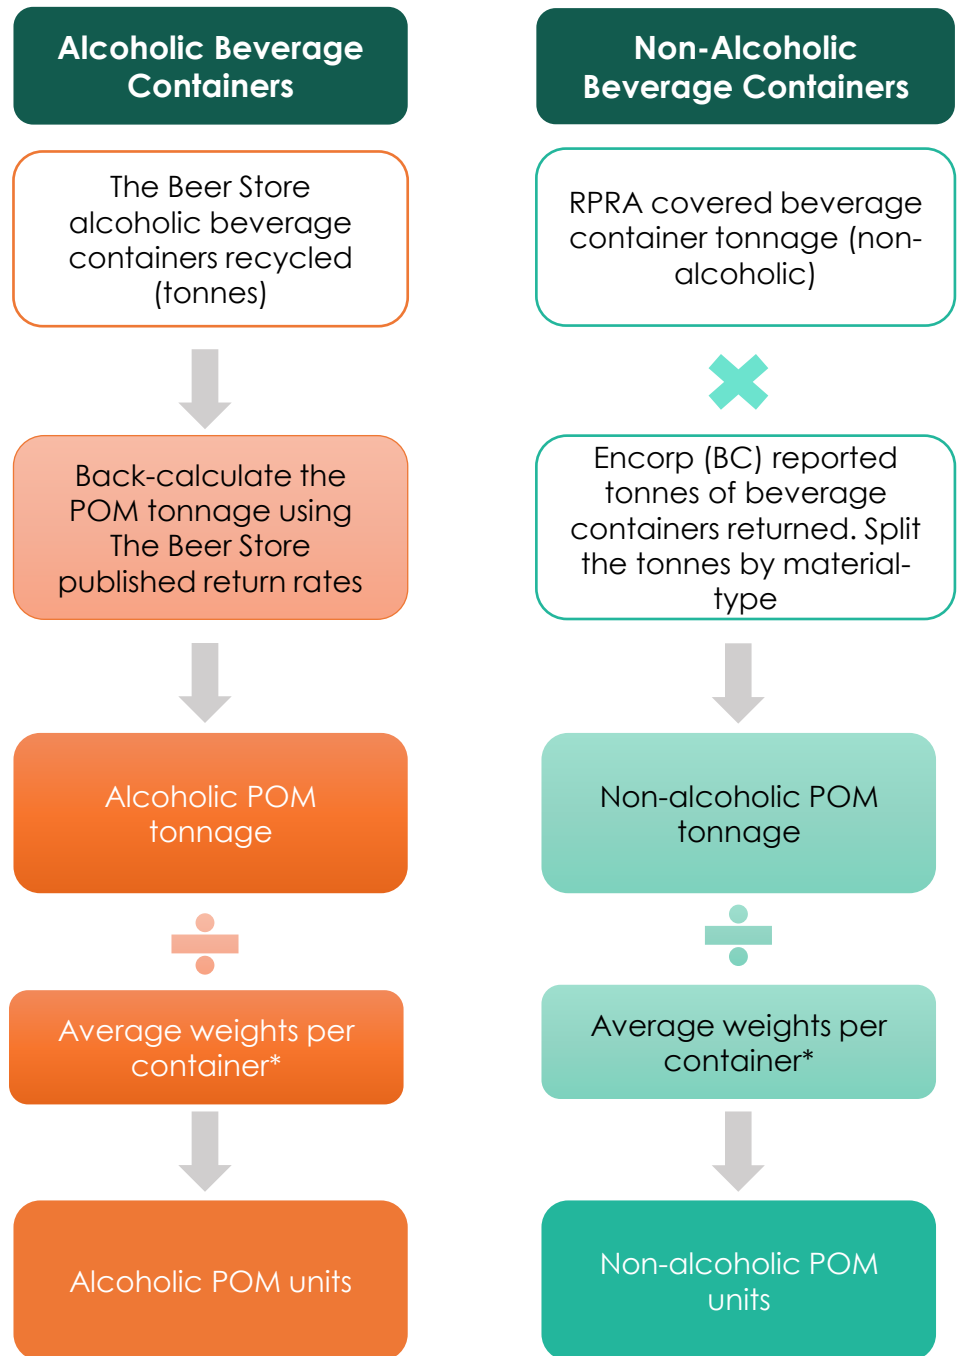 Alcoholic Beverage
Containers
The Beer Store
alcoholic beverage
containers recycled
(tonnes)
Back-calculate the
POM tonnage using
The Beer Store
published return rates
Alcoholic POM
tonnage
Average weights per
container*
Alcoholic POM units
Non-Alcoholic
Beverage Containers
RPRA covered beverage
container tonnage (non-
alcoholic)
Encorp (BC) reported
tonnes of beverage
containers returned. Split
the tonnes by material-
type
Non-alcoholic POM
tonnage
Average weights per
container*
Non-alcoholic POM
units